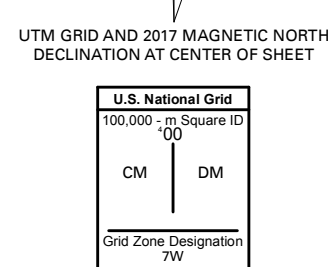 UTM GRID AND 2017 MAGNETIC NORTH
DECLINATION AT CENTER OF SHEET
U.S. National Grid
100,000 - m Square ID
⁴00
CM DM
Grid Zone Designation
7W